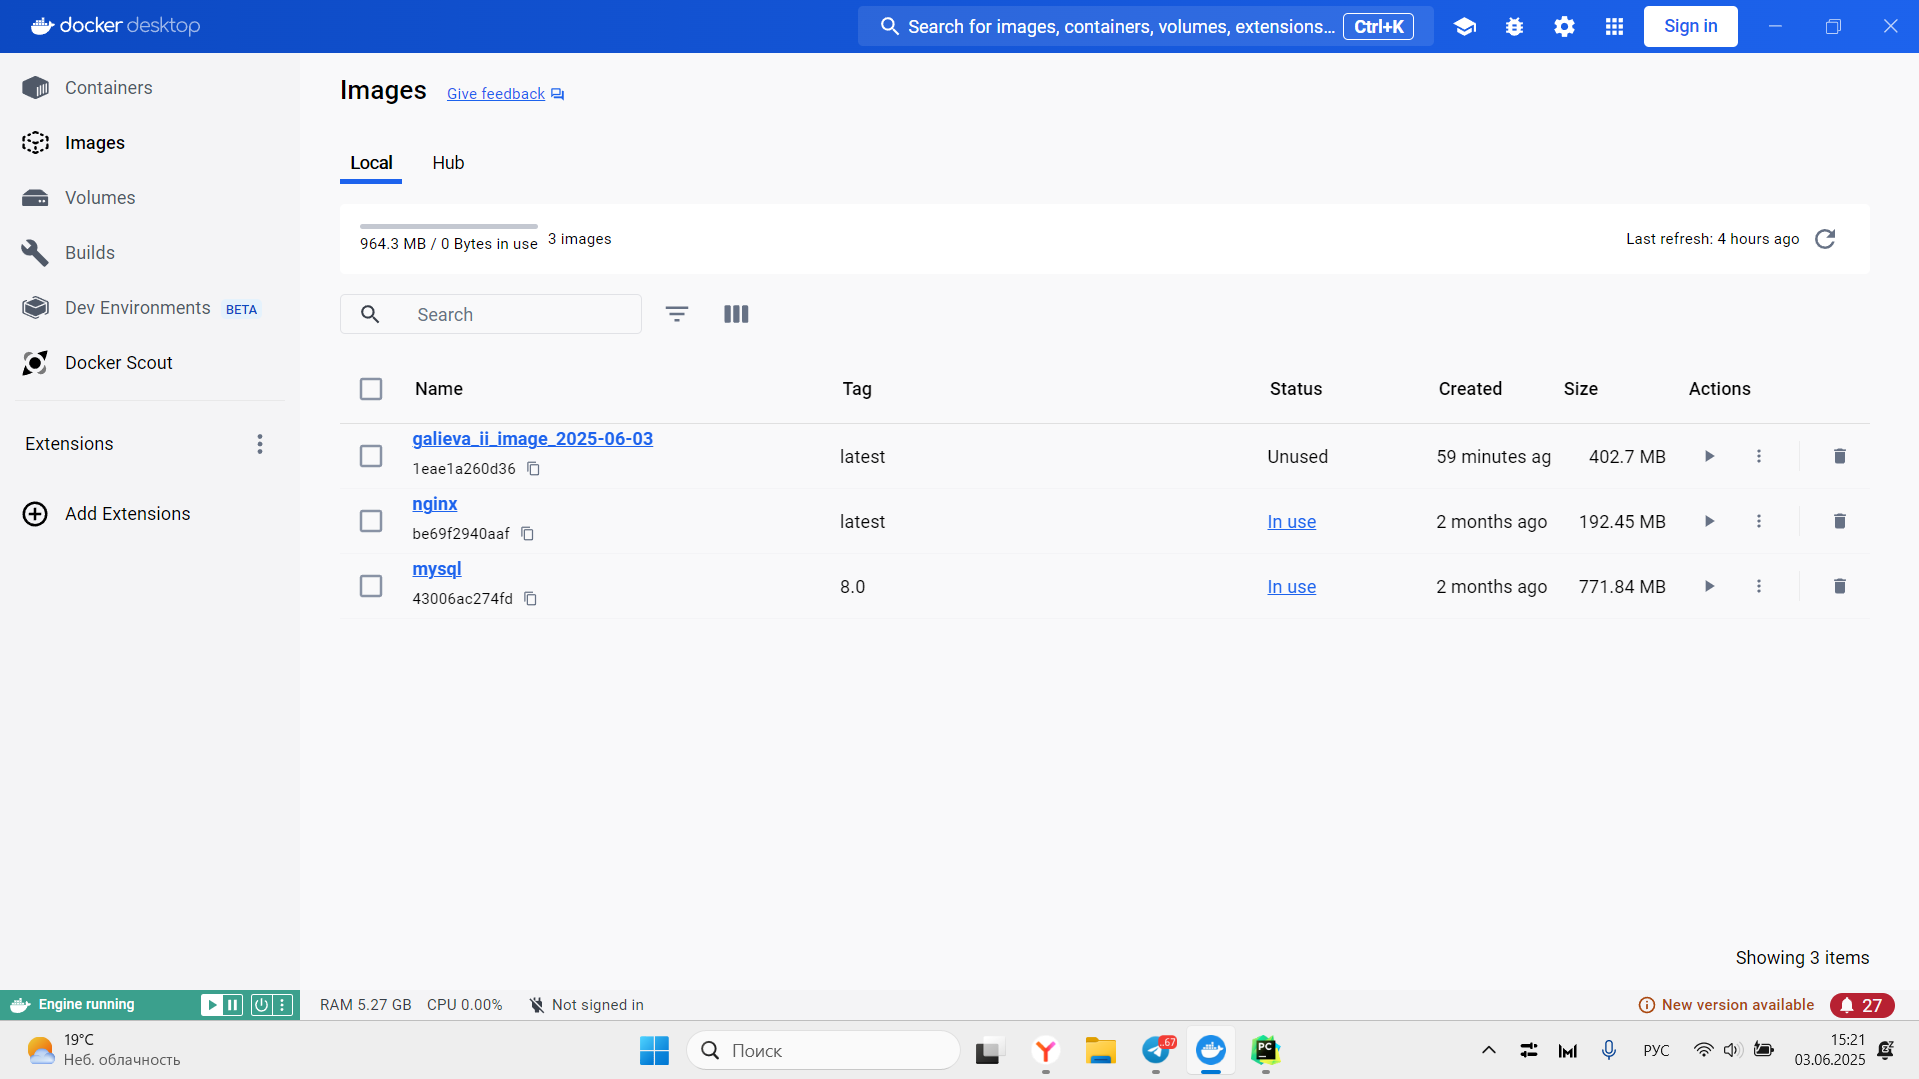 docker desktop
Search for images, containers, volumes, extensions... Ctrl+K
Sign in
Containers
Images
Volumes
Builds
Dev Environments BETA
Docker Scout
Extensions
Add Extensions
Images Give feedback
Local Hub
964.3 MB / 0 Bytes in use 3 images
Last refresh: 4 hours ago
Search
Name Tag Status Created Size Actions
galieva_ii_image_2025-06-03
1eae1a260d36
latest Unused 59 minutes ag 402.7 MB
nginx
be69f2940aaf
latest In use 2 months ago 192.45 MB
mysql
43006ac274fd
8.0 In use 2 months ago 771.84 MB
Showing 3 items
Engine running
RAM 5.27 GB CPU 0.00% Not signed in
New version available 27
19°C
Неб. облачность
Поиск
.67
PC
РУС
15:21
03.06.2025